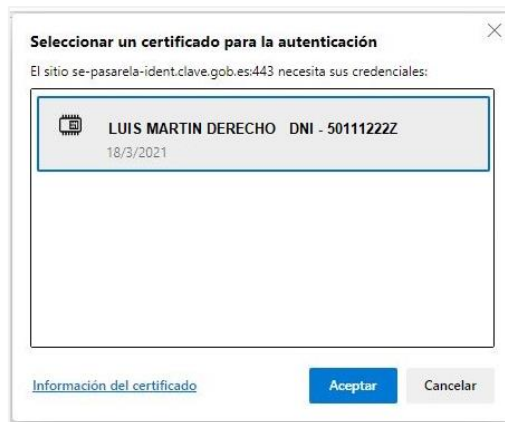 Seleccionar un certificado para la autenticación
El sitio se-pasarela-ident.clave.gob.es:443 necesita sus credenciales:
LUIS MARTIN DERECHO DNI - 50111222Z
18/3/2021
Información del certificado
Aceptar
Cancelar